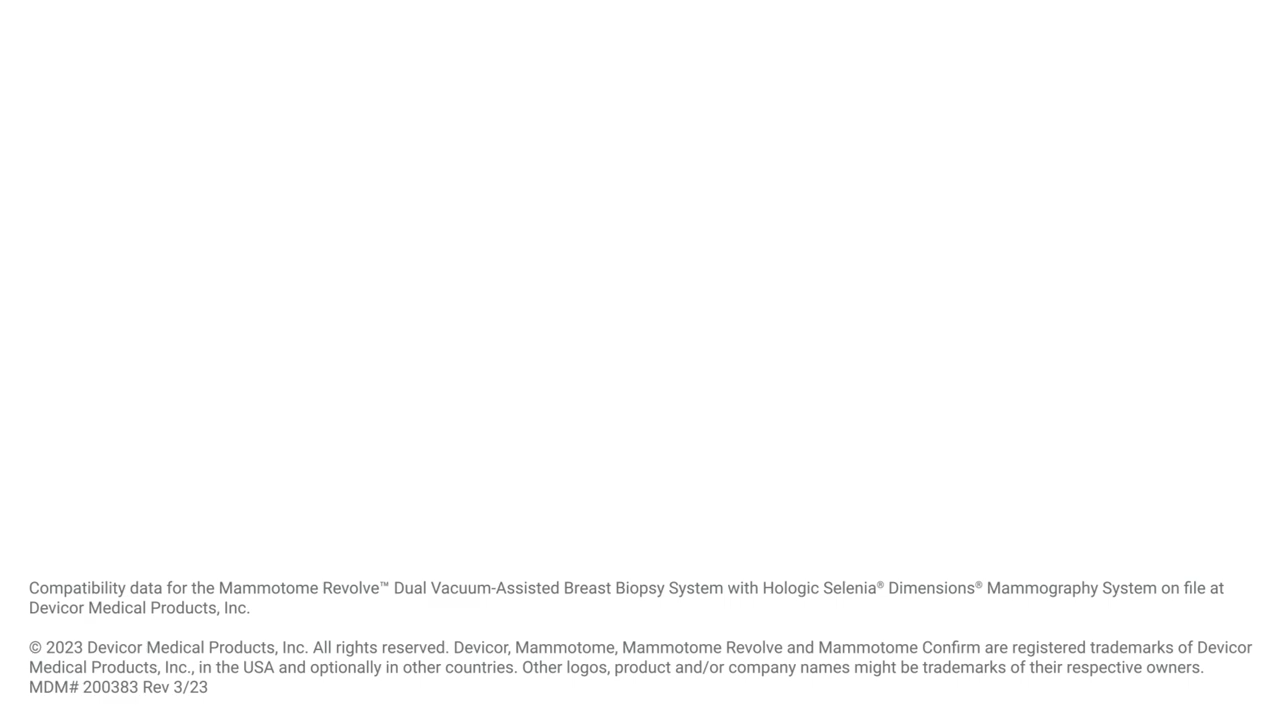 Compatibility data for the Mammotome Revolve™ Dual Vacuum-Assisted Breast Biopsy System with Hologic Selenia® Dimensions® Mammography System on file at
Devicor Medical Products, Inc.
© 2023 Devicor Medical Products, Inc. All rights reserved. Devicor, Mammotome, Mammotome Revolve and Mammotome Confirm are registered trademarks of Devicor
Medical Products, Inc., in the USA and optionally in other countries. Other logos, product and/or company names might be trademarks of their respective owners.
MDM# 200383 Rev 3/23